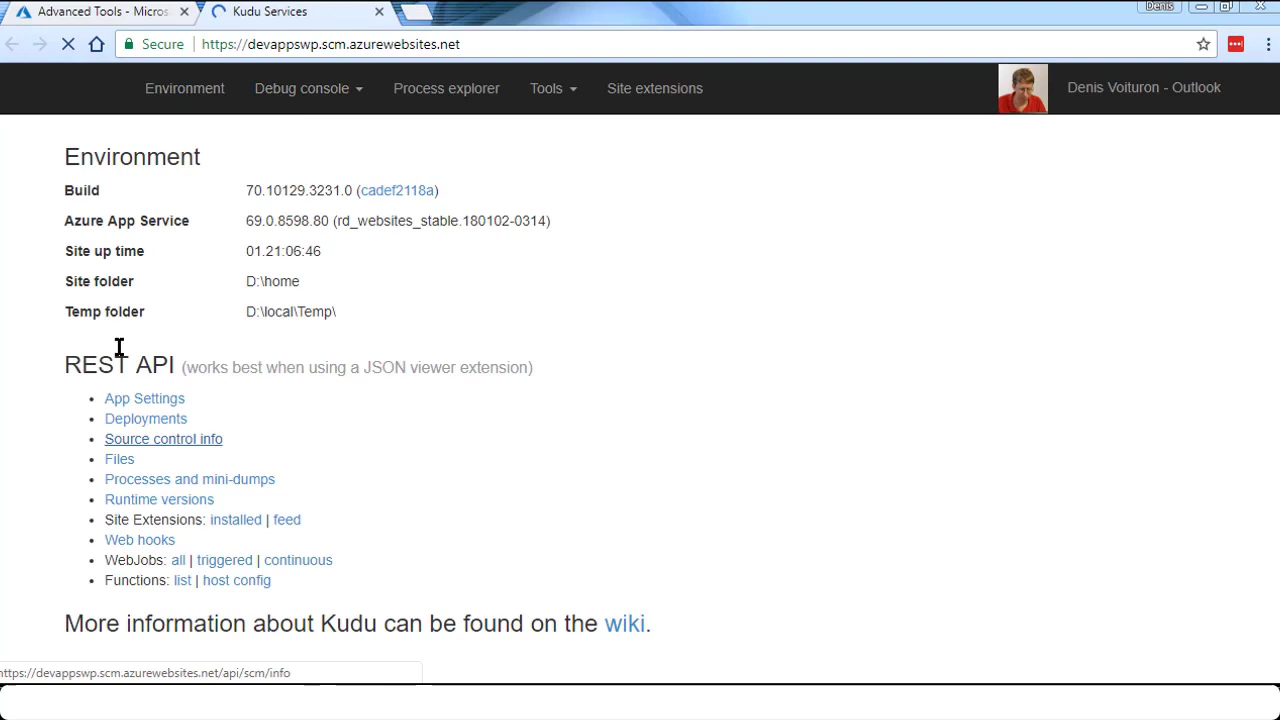 Advanced Tools - Micros
Kudu Services
Denis
Secure
https://devappswp.scm.azurewebsites.net
Environment
Debug console
Process explorer
Tools
Site extensions
Denis Voituron - Outlook
Environment
Build 70.10129.3231.0 (cadef2118a)
Azure App Service 69.0.8598.80 (rd_websites_stable.180102-0314)
Site up time 01.21:06:46
Site folder D:\home
Temp folder D:\local\Temp\
REST API (works best when using a JSON viewer extension)
App Settings
Deployments
Source control info
Files
Processes and mini-dumps
Runtime versions
Site Extensions: installed | feed
Web hooks
WebJobs: all | triggered | continuous
Functions: list | host config
More information about Kudu can be found on the wiki.
https://devappswp.scm.azurewebsites.net/api/scm/info